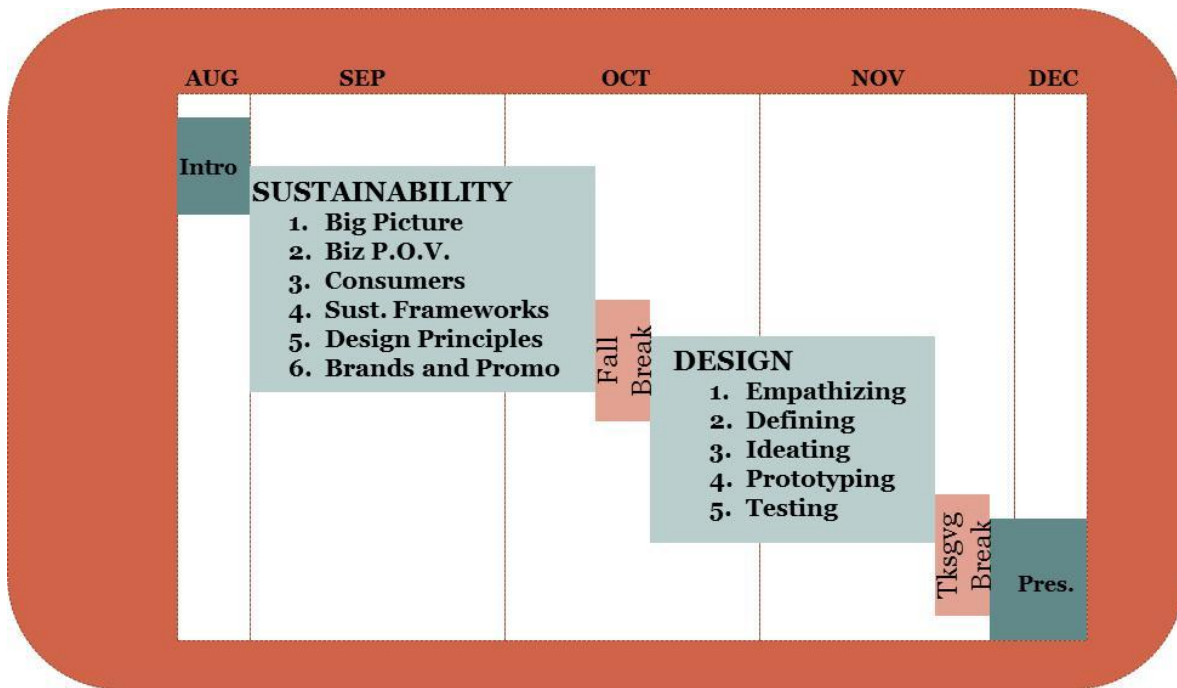 AUG SEP OCT NOV DEC
Intro
SUSTAINABILITY
1. Big Picture
2. Biz P.O.V.
3. Consumers
4. Sust. Frameworks
5. Design Principles
6. Brands and Promo
Fall
Break
DESIGN
1. Empathizing
2. Defining
3. Ideating
4. Prototyping
5. Testing
Tksgvg
Break
Pres.